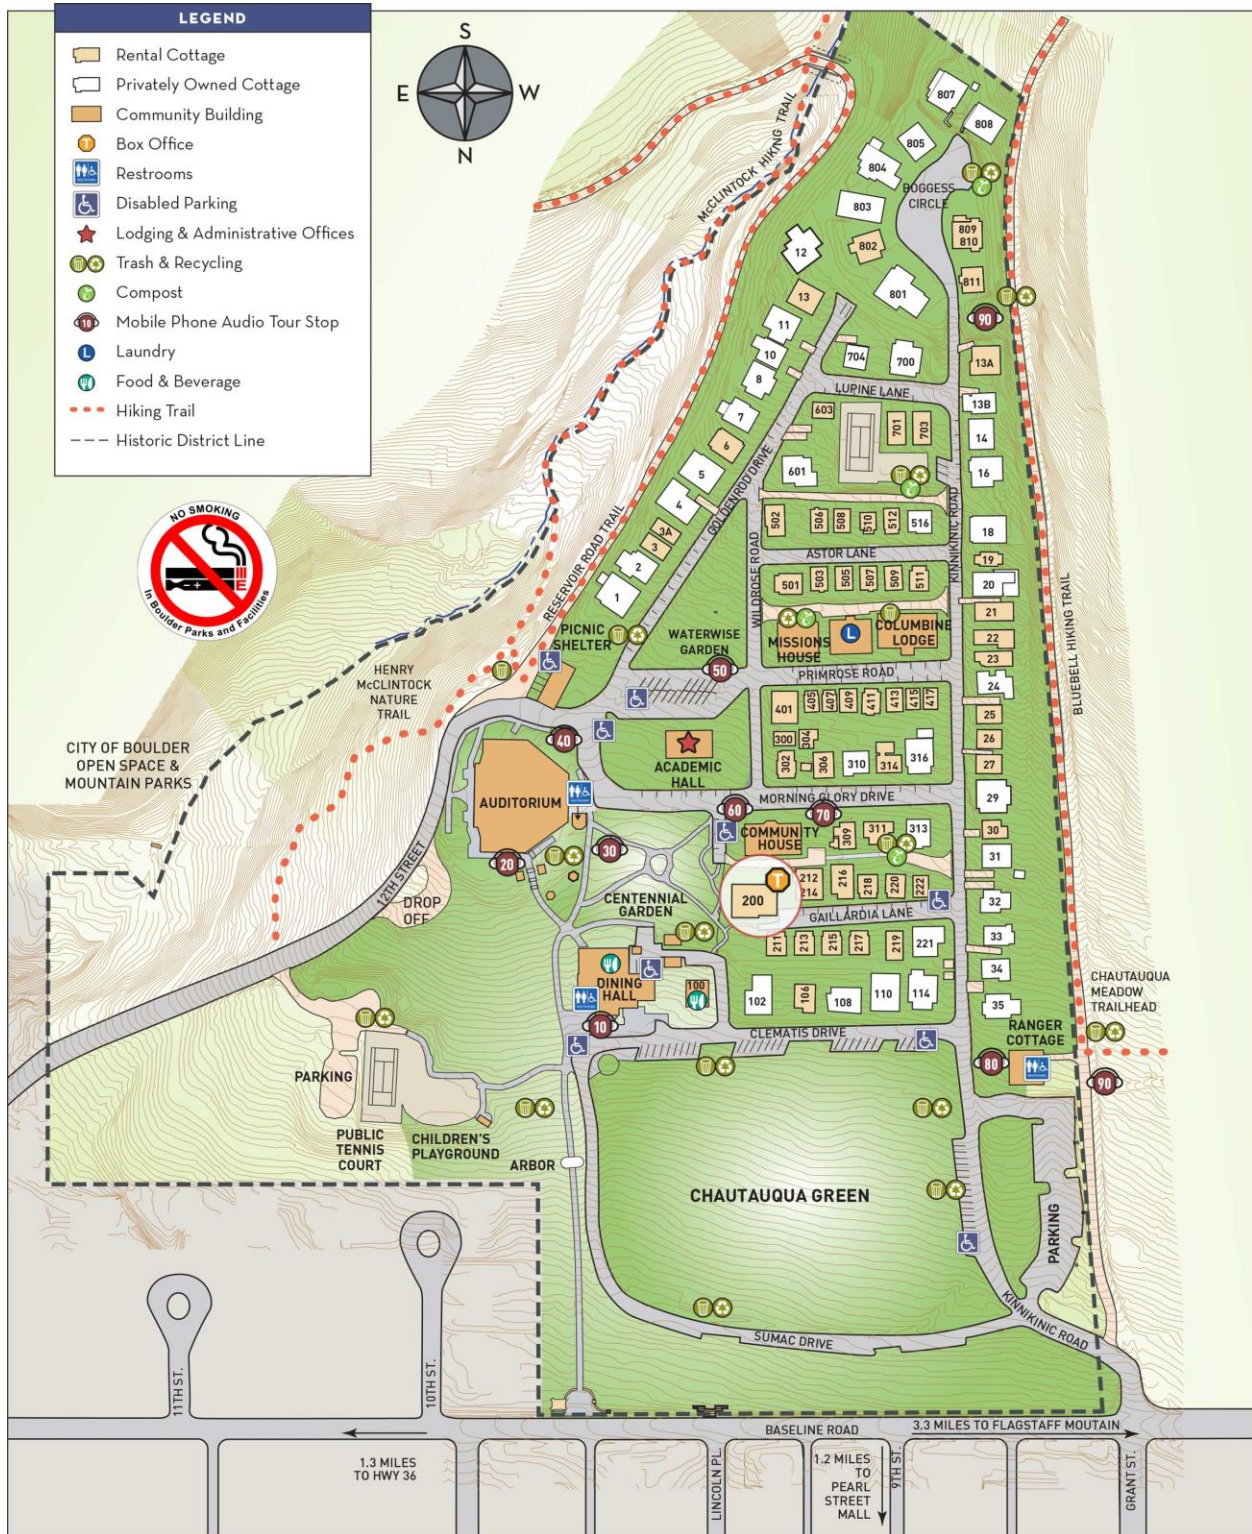 LEGEND
Rental Cottage
Privately Owned Cottage
Community Building
T
Box Office
Restrooms
Disabled Parking
Lodging & Administrative Offices
Trash & Recycling
Compost
10
Mobile Phone Audio Tour Stop
L
Laundry
Food & Beverage
Hiking Trail
Historic District Line
S
E
W
N
NO SMOKING
E
In Boulder Parks and Facilities
McCLINTOCK HIKING TRAIL
RESERVOIR ROAD TRAIL
BLUEBELL HIKING TRAIL
807
808
805
804
BOGGESS
CIRCLE
803
802
809
810
12
801
811
13
90
11
10
704
700
13A
8
LUPINE LANE
13B
7
603
701
703
14
6
5
601
16
4
GOLDENROD DRIVE
KINNIKINIC ROAD
502
506
508
510
512
516
18
3A
3
WILDROSE ROAD
ASTOR LANE
19
2
20
501
503
505
507
509
511
1
21
PICNIC
SHELTER
WATERWISE
GARDEN
MISSIONS
HOUSE
L
COLUMBINE
LODGE
22
23
50
PRIMROSE ROAD
24
HENRY
McCLINTOCK
NATURE
TRAIL
401
405
407
409
411
413
415
417
25
300
304
26
40
302
306
310
314
316
27
CITY OF BOULDER
OPEN SPACE &
MOUNTAIN PARKS
ACADEMIC
HALL
AUDITORIUM
MORNING GLORY DRIVE
29
60
70
COMMUNITY
HOUSE
309
311
313
30
20
30
31
12TH STREET
DROP
OFF
CENTENNIAL
GARDEN
T
200
212
214
216
218
220
222
32
GAILLARDIA LANE
211
213
215
217
219
221
33
34
DINING
HALL
100
102
106
108
110
114
35
CHAUTAUQUA
MEADOW
TRAILHEAD
10
CLEMATIS DRIVE
RANGER
COTTAGE
80
90
PARKING
PUBLIC
TENNIS
COURT
CHILDREN'S
PLAYGROUND
ARBOR
CHAUTAUQUA GREEN
PARKING
KINNIKINIC ROAD
SUMAC DRIVE
11TH ST.
10TH ST.
BASELINE ROAD
3.3 MILES TO FLAGSTAFF MOUTAIN
1.3 MILES
TO HWY 36
LINCOLN PL.
1.2 MILES
TO
PEARL
STREET
MALL
9TH ST.
GRANT ST.